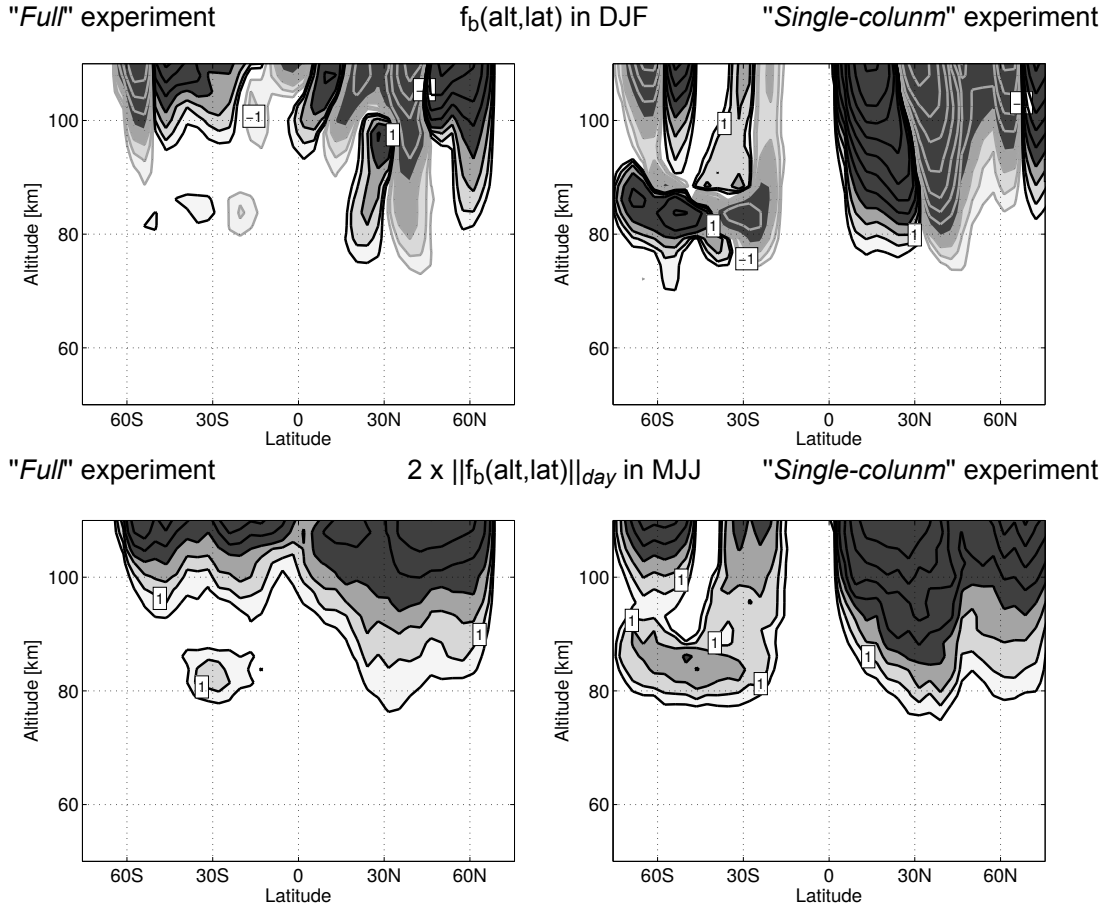 "Full" experiment
f_b(alt,lat) in DJF
"Single-colunm" experiment
100
80
60
Altitude [km]
60S 30S 0 30N 60N
Latitude
−1
1
100
80
60
Altitude [km]
60S 30S 0 30N 60N
Latitude
1
1
−1
1
"Full" experiment
2 x ||f_b(alt,lat)||_day in MJJ
"Single-colunm" experiment
100
80
60
Altitude [km]
60S 30S 0 30N 60N
Latitude
1
1
1
100
80
60
Altitude [km]
60S 30S 0 30N 60N
Latitude
1
1
1
1
1